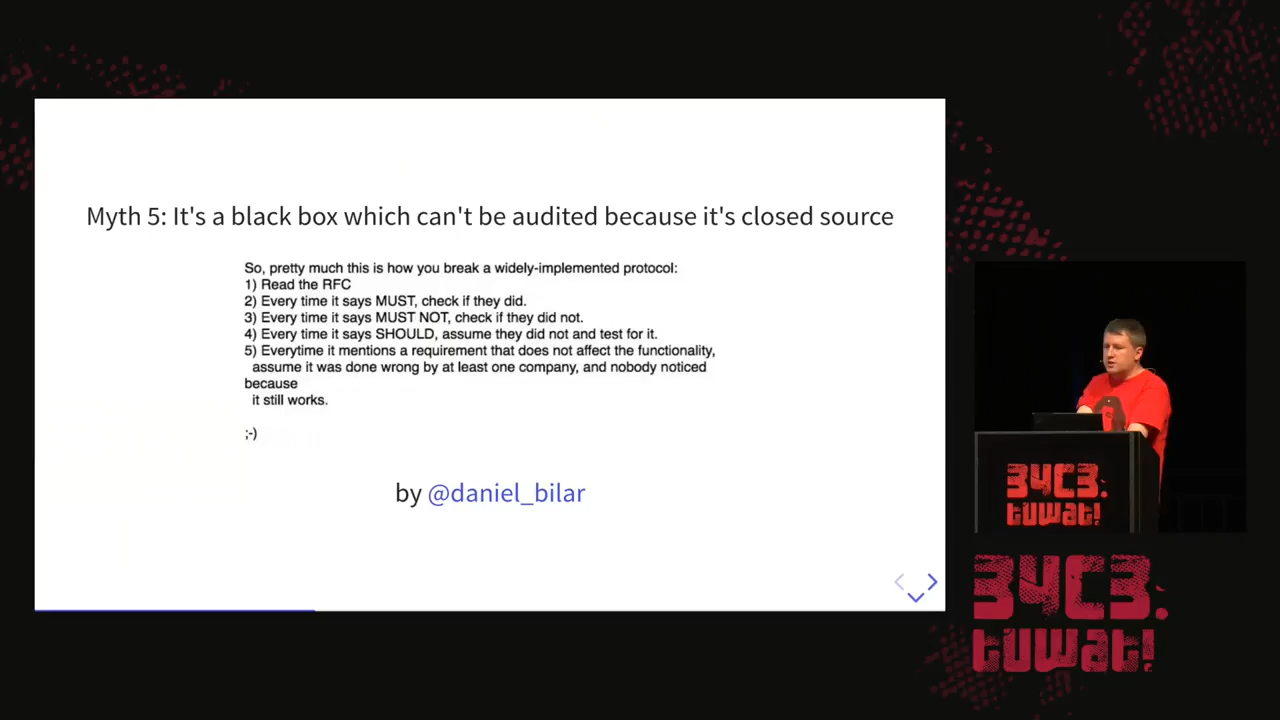 Myth 5: It's a black box which can't be audited because it's closed source
So, pretty much this is how you break a widely-implemented protocol:
1) Read the RFC
2) Every time it says MUST, check if they did.
3) Every time it says MUST NOT, check if they did not.
4) Every time it says SHOULD, assume they did not and test for it.
5) Everytime it mentions a requirement that does not affect the functionality,
assume it was done wrong by at least one company, and nobody noticed
because
it still works.
;-)
by @daniel_bilar
34C3.
tuwat!
34C3.
tuwat!